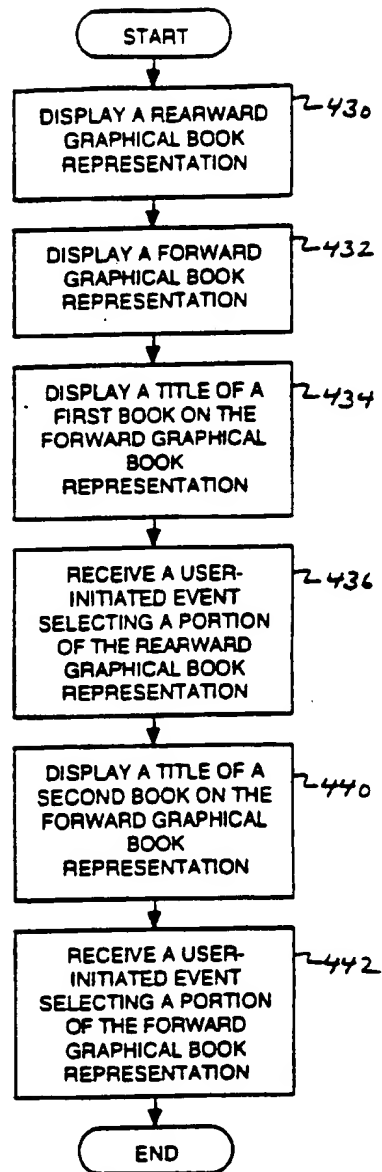 START
DISPLAY A REARWARD
GRAPHICAL BOOK
REPRESENTATION
430
DISPLAY A FORWARD
GRAPHICAL BOOK
REPRESENTATION
432
DISPLAY A TITLE OF A
FIRST BOOK ON THE
FORWARD GRAPHICAL
BOOK
REPRESENTATION
434
RECEIVE A USER-
INITIATED EVENT
SELECTING A PORTION
OF THE REARWARD
GRAPHICAL BOOK
REPRESENTATION
436
DISPLAY A TITLE OF A
SECOND BOOK ON THE
FORWARD GRAPHICAL
BOOK
REPRESENTATION
440
RECEIVE A USER-
INITIATED EVENT
SELECTING A PORTION
OF THE FORWARD
GRAPHICAL BOOK
REPRESENTATION
442
END